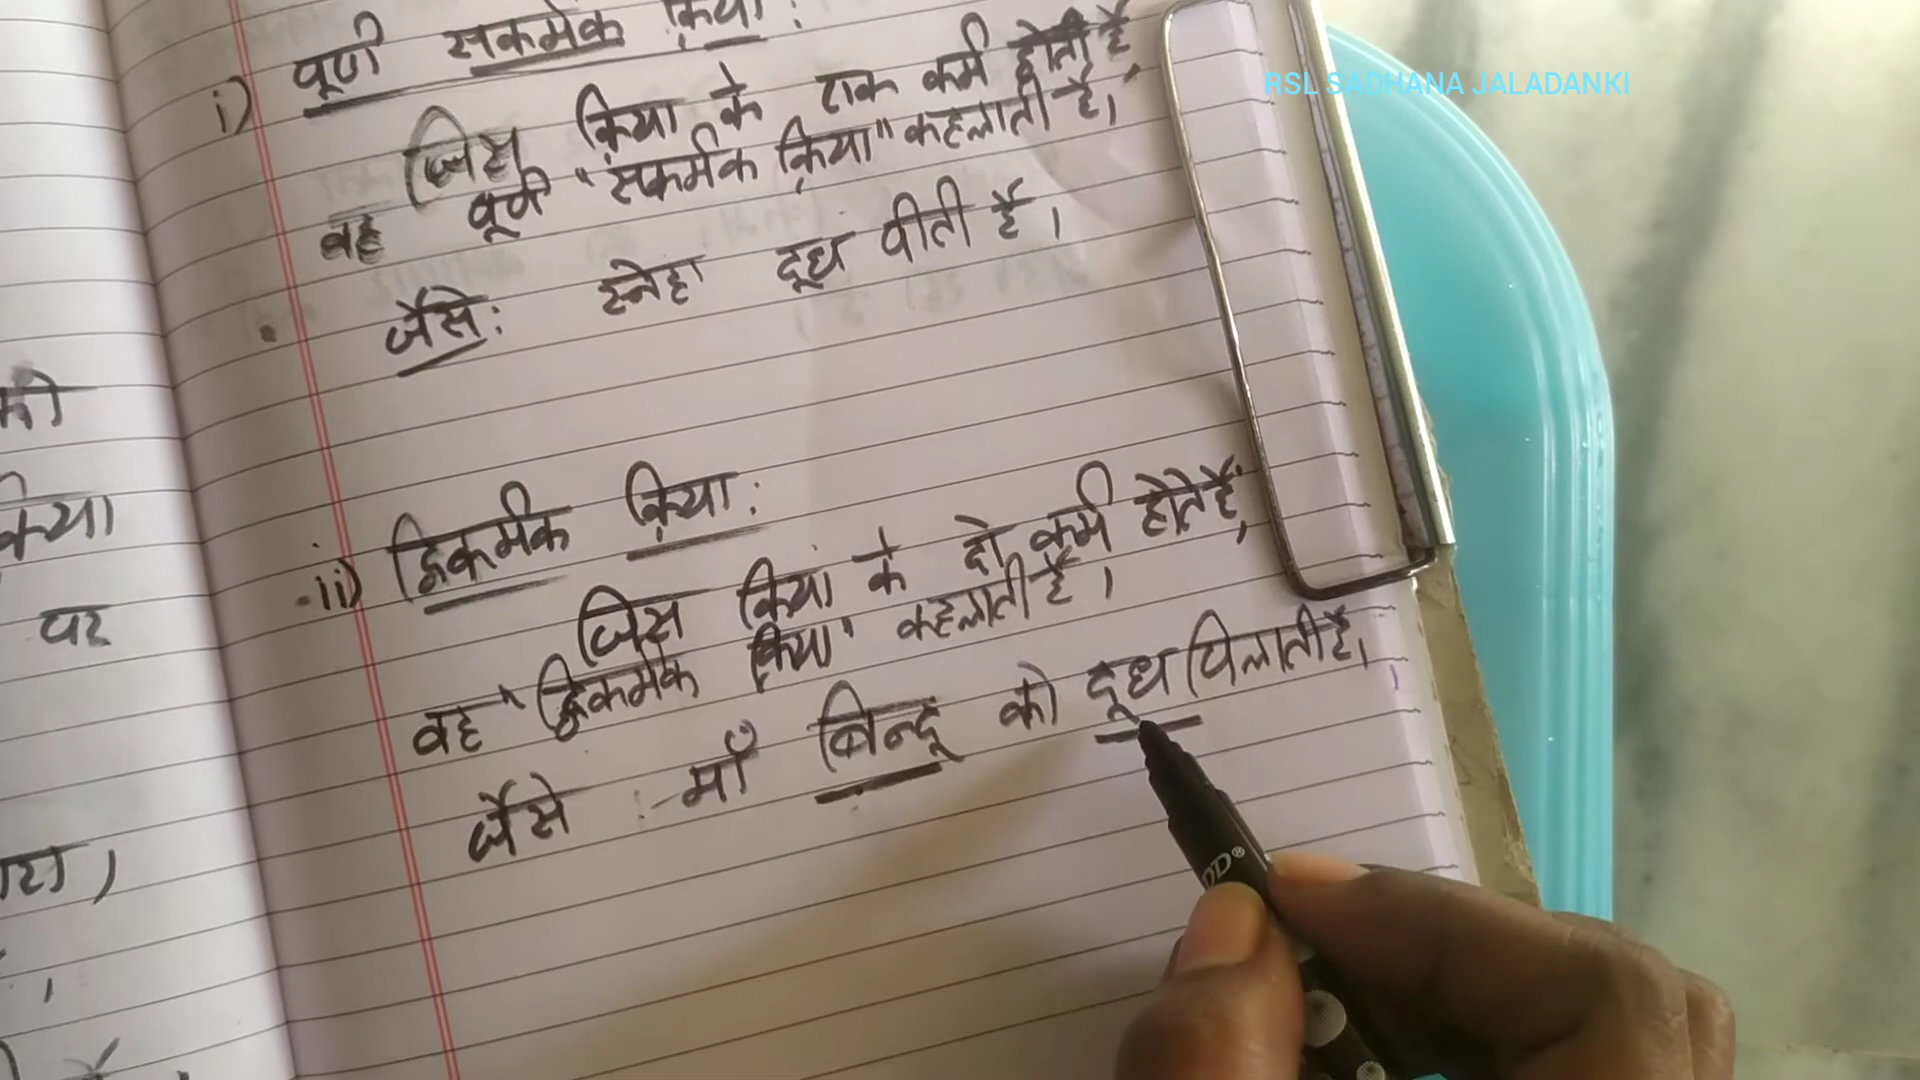 RSL SADHANA JALADANKI
i) पूर्ण सकर्मक क्रिया :
जिस क्रिया के एक कर्म होती है,
वह पूर्ण "सकर्मक क्रिया" कहलाती है।
जैसे: स्नेहा दूध पीती है।
ii) द्विकर्मक क्रिया:
जिस क्रिया के दो कर्म होते हैं,
वह "द्विकर्मक क्रिया" कहलाती है।
जैसे :- माँ बिन्दू को दूध पिलाती है।
की
क्रिया
पर